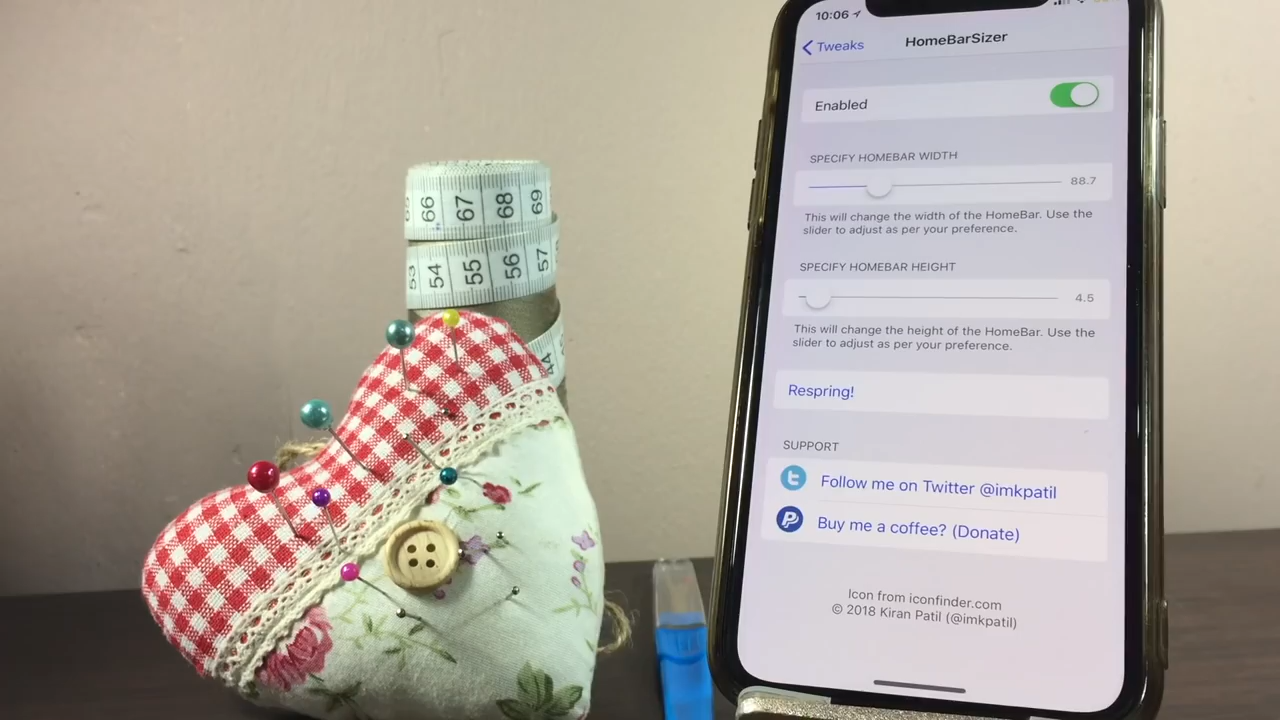 10:06
Tweaks
HomeBarSizer
Enabled
SPECIFY HOMEBAR WIDTH
88.7
This will change the width of the HomeBar. Use the
slider to adjust as per your preference.
SPECIFY HOMEBAR HEIGHT
4.5
This will change the height of the HomeBar. Use the
slider to adjust as per your preference.
Respring!
SUPPORT
Follow me on Twitter @imkpatil
Buy me a coffee? (Donate)
Icon from iconfinder.com
© 2018 Kiran Patil (@imkpatil)
66 67 68 69
53 54 55 56 57
44